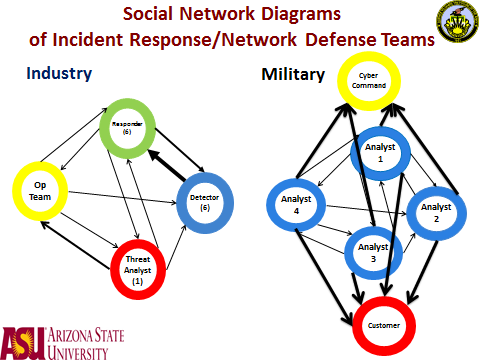 Social Network Diagrams
of Incident Response/Network Defense Teams
Industry
Responder
(6)
Op
Team
Detector
(6)
Threat
Analyst
(1)
Military
Cyber
Command
Analyst
1
Analyst
4
Analyst
2
Analyst
3
Customer
ASU
ARIZONA STATE
UNIVERSITY